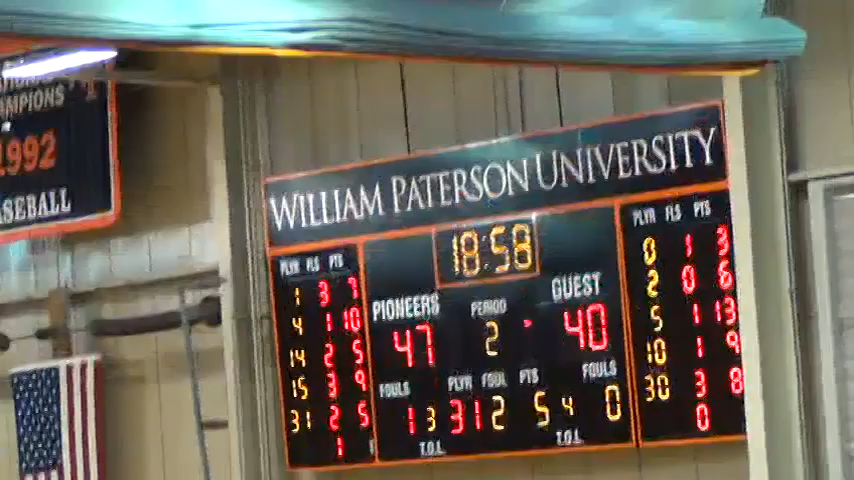 CHAMPIONS
1992
BASEBALL
WILLIAM PATERSON UNIVERSITY
18:58
PLYR FLS PTS
1 3 7
4 1 10
14 2 5
15 3 9
31 2 5
1
PIONEERS PERIOD GUEST
47 2 40
FOULS PLYR FOUL PTS FOULS
1 3 31 2 5 4 0
T.O.L. T.O.L.
PLYR FLS PTS
0 1 3
2 0 6
5 1 13
10 1 9
30 3 8
0